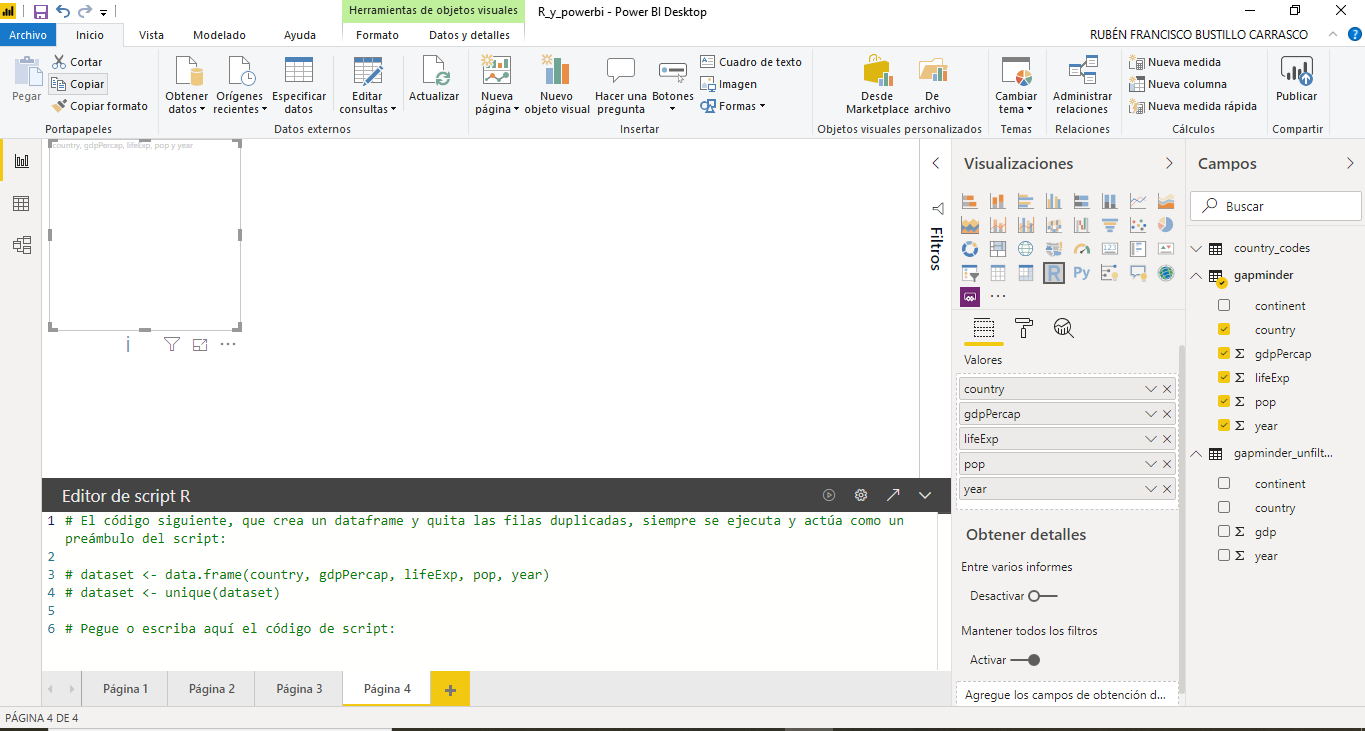 Herramientas de objetos visuales
R_y_powerbi - Power BI Desktop
Archivo
Inicio
Vista
Modelado
Ayuda
Formato
Datos y detalles
RUBÉN FRANCISCO BUSTILLO CARRASCO
?
Pegar
Cortar
Copiar
Copiar formato
Portapapeles
Obtener
datos
Orígenes
recientes
Especificar
datos
Editar
consultas
Datos externos
Actualizar
Nueva
página
Nuevo
objeto visual
Hacer una
pregunta
Botones
Cuadro de texto
Imagen
Formas
Insertar
Desde
Marketplace
De
archivo
Objetos visuales personalizados
Cambiar
tema
Temas
Administrar
relaciones
Relaciones
Nueva medida
Nueva columna
Nueva medida rápida
Cálculos
Publicar
Compartir
country, gdpPercap, lifeExp, pop y year
Filtros
Visualizaciones
R
Py
Valores
country
gdpPercap
lifeExp
pop
year
Obtener detalles
Entre varios informes
Desactivar
Mantener todos los filtros
Activar
Agregue los campos de obtención d...
Campos
Buscar
country_codes
gapminder
continent
country
Σ gdpPercap
Σ lifeExp
Σ pop
Σ year
gapminder_unfilt...
continent
country
Σ gdp
Σ year
Editor de script R
1 # El código siguiente, que crea un dataframe y quita las filas duplicadas, siempre se ejecuta y actúa como un
preámbulo del script:
2
3 # dataset <- data.frame(country, gdpPercap, lifeExp, pop, year)
4 # dataset <- unique(dataset)
5
6 # Pegue o escriba aquí el código de script:
Página 1
Página 2
Página 3
Página 4
PÁGINA 4 DE 4